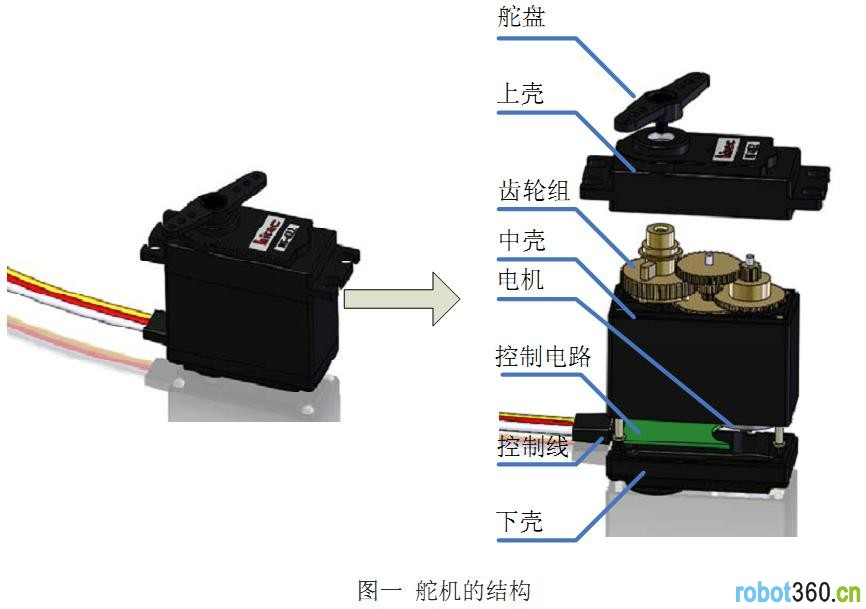 舵盘
上壳
齿轮组
中壳
电机
控制电路
控制线
下壳
图一 舵机的结构
robot360.cn